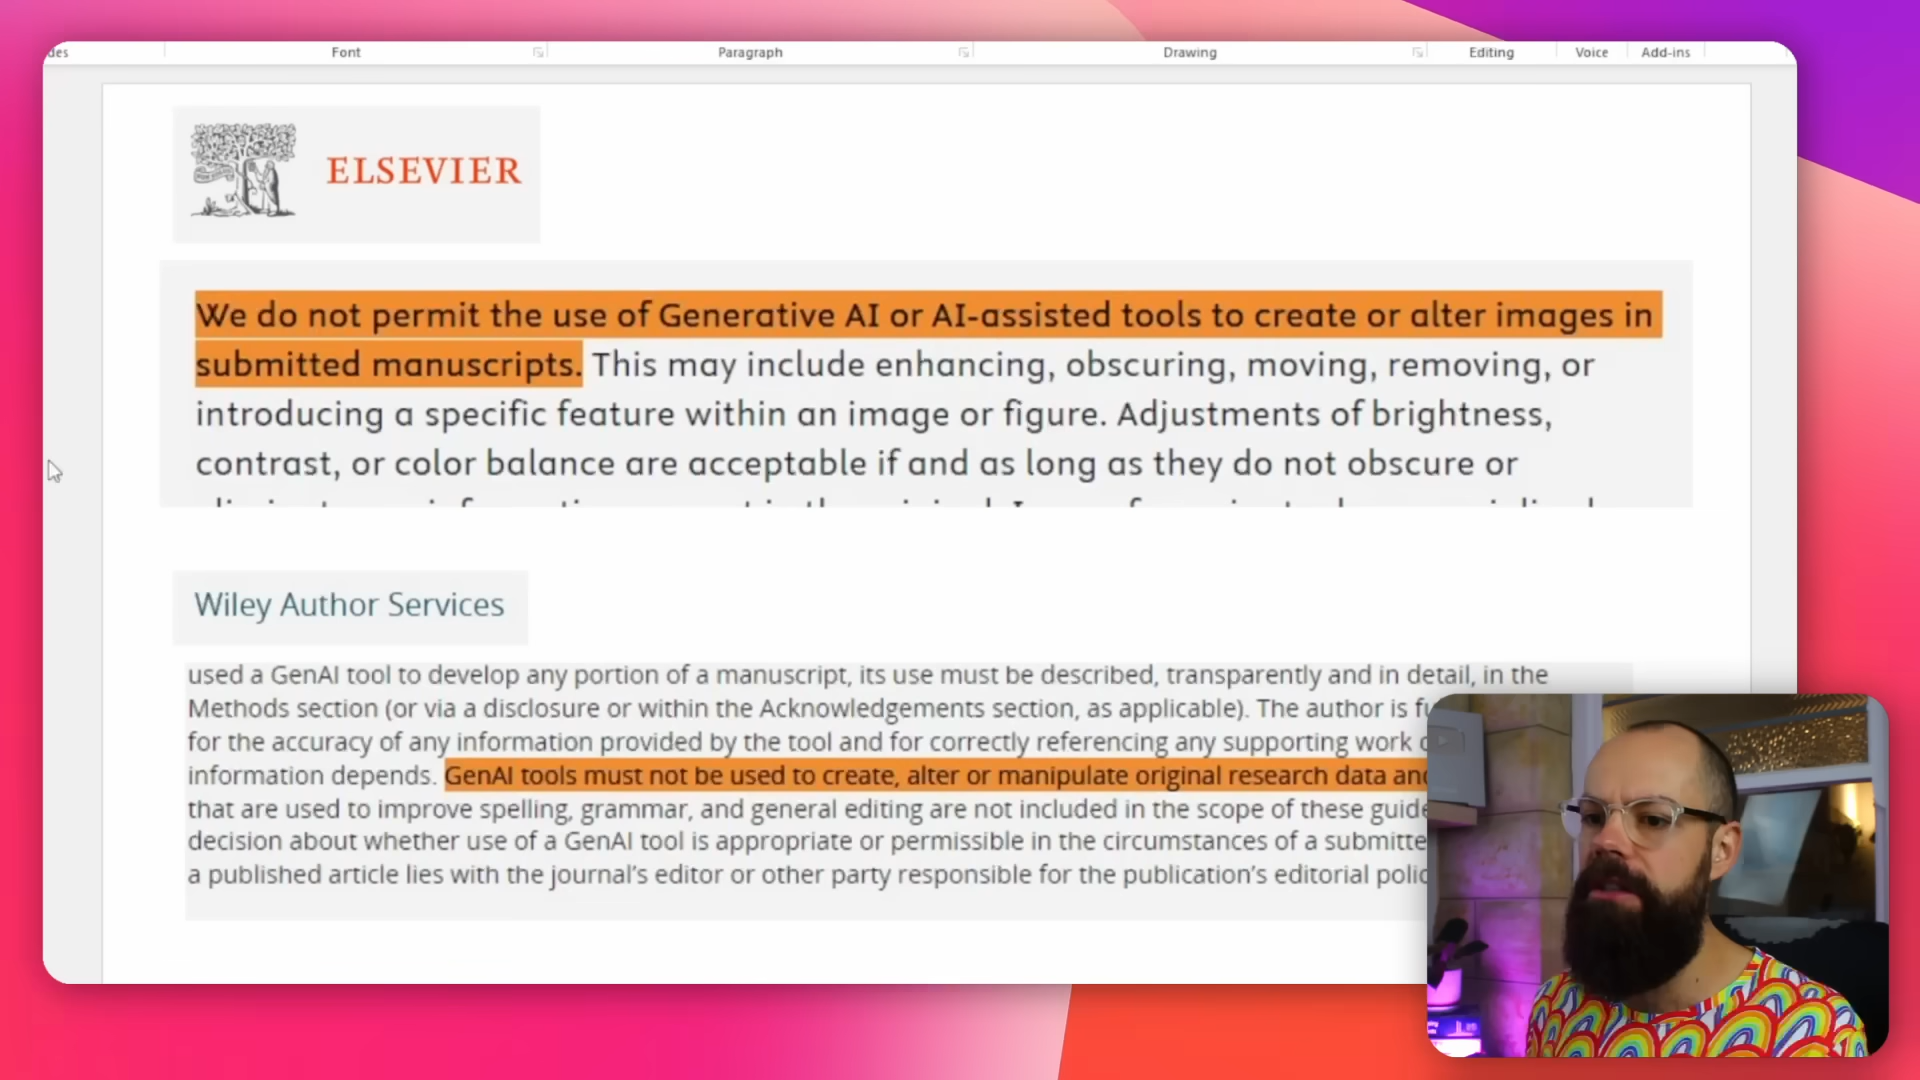 des Font Paragraph Drawing Editing Voice Add-ins
ELSEVIER
We do not permit the use of Generative AI or AI-assisted tools to create or alter images in
submitted manuscripts. This may include enhancing, obscuring, moving, removing, or
introducing a specific feature within an image or figure. Adjustments of brightness,
contrast, or color balance are acceptable if and as long as they do not obscure or
Wiley Author Services
used a GenAI tool to develop any portion of a manuscript, its use must be described, transparently and in detail, in the
Methods section (or via a disclosure or within the Acknowledgements section, as applicable). The author is fu
for the accuracy of any information provided by the tool and for correctly referencing any supporting work
information depends. GenAI tools must not be used to create, alter or manipulate original research data and
that are used to improve spelling, grammar, and general editing are not included in the scope of these guide
decision about whether use of a GenAI tool is appropriate or permissible in the circumstances of a submitte
a published article lies with the journal's editor or other party responsible for the publication's editorial polic